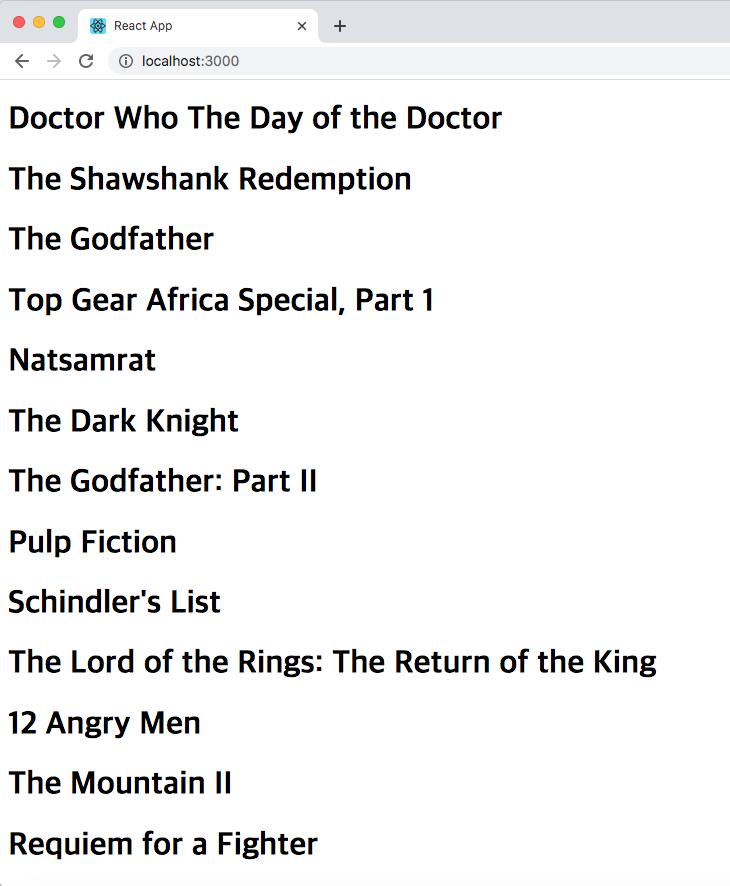 React App
localhost:3000
Doctor Who The Day of the Doctor
The Shawshank Redemption
The Godfather
Top Gear Africa Special, Part 1
Natsamrat
The Dark Knight
The Godfather: Part II
Pulp Fiction
Schindler's List
The Lord of the Rings: The Return of the King
12 Angry Men
The Mountain II
Requiem for a Fighter